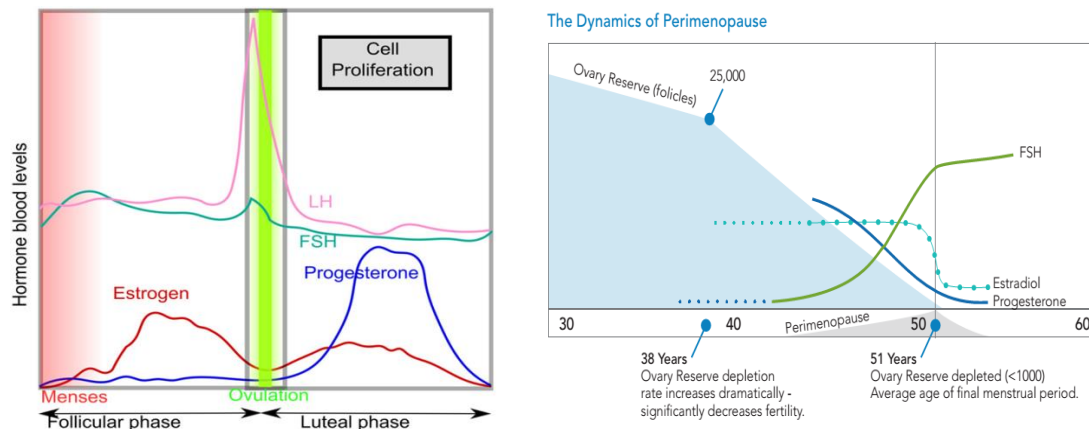 Hormone blood levels
Cell
Proliferation
LH
FSH
Progesterone
Estrogen
Menses
Ovulation
Follicular phase
Luteal phase
The Dynamics of Perimenopause
Ovary Reserve (folicles)
25,000
FSH
Estradiol
Progesterone
30
40
Perimenopause
50
60
38 Years
Ovary Reserve depletion
rate increases dramatically -
significantly decreases fertility.
51 Years
Ovary Reserve depleted (<1000)
Average age of final menstrual period.